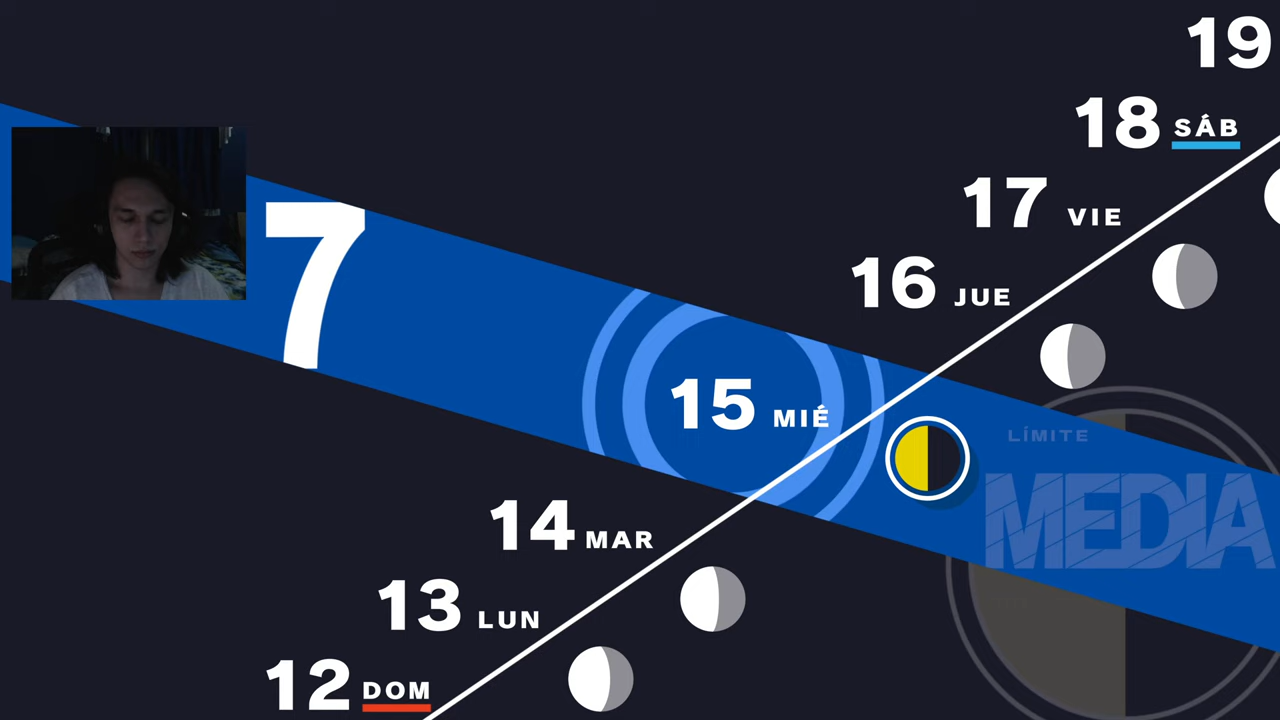 19
18 SÁB
17 VIE
16 JUE
7
15 MIÉ
LÍMITE
MEDIA
14 MAR
13 LUN
12 DOM